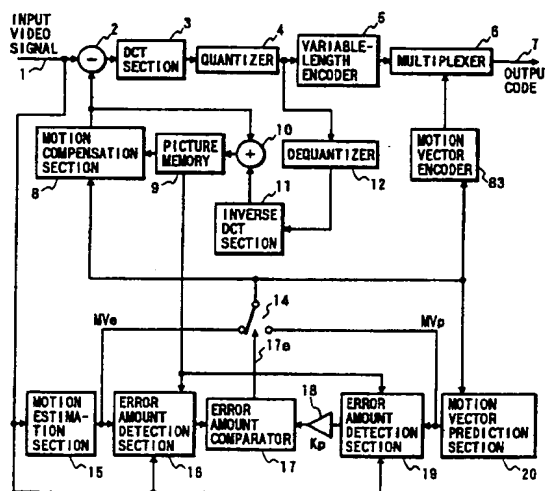 INPUT
VIDEO
SIGNAL
1
2
3
DCT
SECTION
4
QUANTIZER
5
VARIABLE-
LENGTH
ENCODER
6
MULTIPLEXER
7
OUTPUT
CODE
MOTION
COMPENSATION
SECTION
8
PICTURE
MEMORY
9
10
DEQUANTIZER
12
MOTION
VECTOR
ENCODER
83
11
INVERSE
DCT
SECTION
14
MVe
MVp
17a
18
Kp
MOTION
ESTIMA-
TION
SECTION
15
ERROR
AMOUNT
DETECTION
SECTION
16
ERROR
AMOUNT
COMPARATOR
17
ERROR
AMOUNT
DETECTION
SECTION
19
MOTION
VECTOR
PREDICTION
SECTION
20